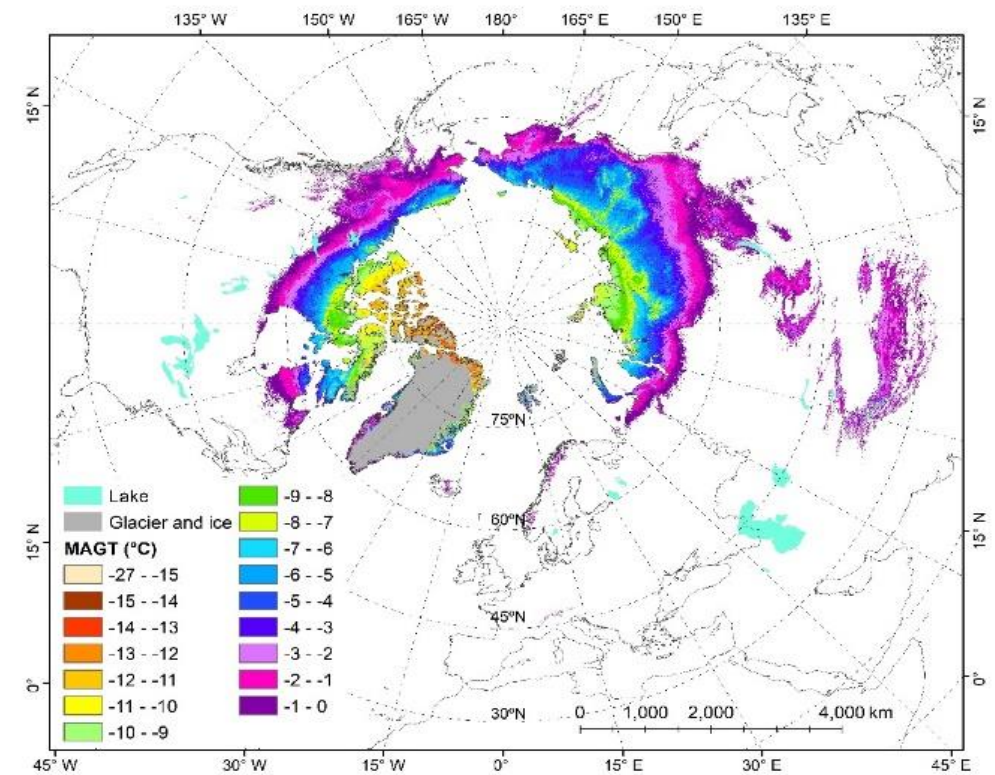 135° W 150° W 165° W 180° 165° E 150° E 135° E
15° N
15° N
75°N
60°N
45°N
30°N
15° N
15° N
0°
0°
Lake
Glacier and ice
MAGT (°C)
-27 - -15
-15 - -14
-14 - -13
-13 - -12
-12 - -11
-11 - -10
-10 - -9
-9 - -8
-8 - -7
-7 - -6
-6 - -5
-5 - -4
-4 - -3
-3 - -2
-2 - -1
-1 - 0
0 1,000 2,000 4,000 km
45° W 30° W 15° W 0° 15° E 30° E 45° E